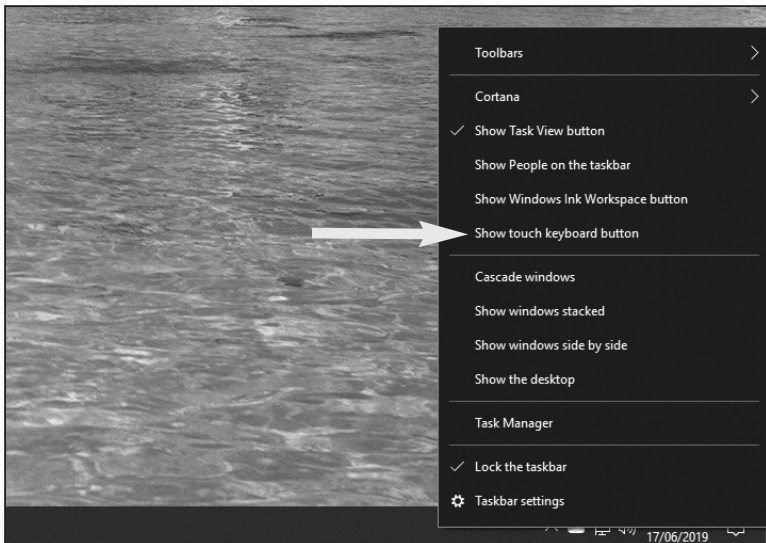 Toolbars
Cortana
Show Task View button
Show People on the taskbar
Show Windows Ink Workspace button
Show touch keyboard button
Cascade windows
Show windows stacked
Show windows side by side
Show the desktop
Task Manager
Lock the taskbar
Taskbar settings
17/06/2019